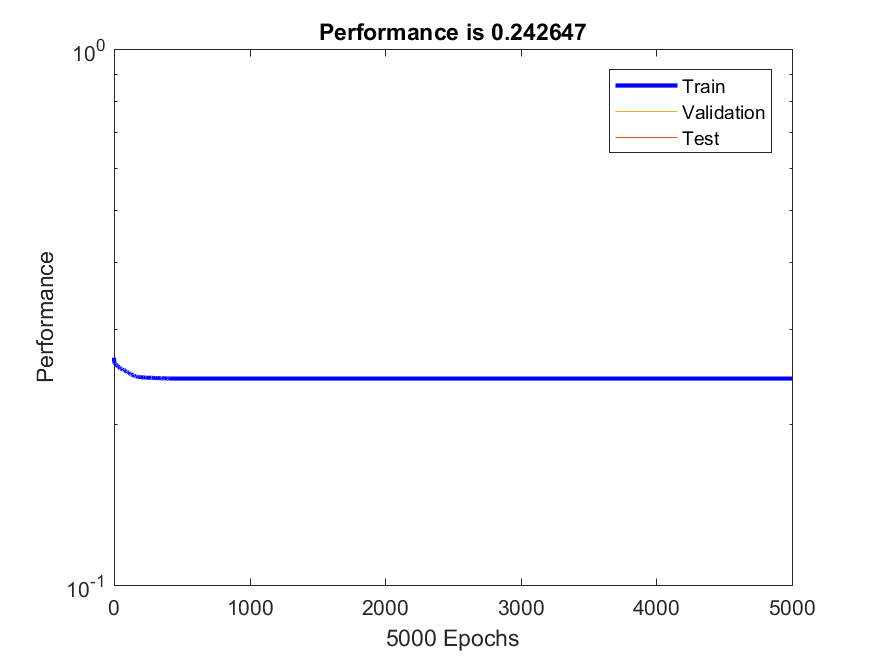 Performance is 0.242647
10^0
Train
Validation
Test
Performance
10^-1
0 1000 2000 3000 4000 5000
5000 Epochs